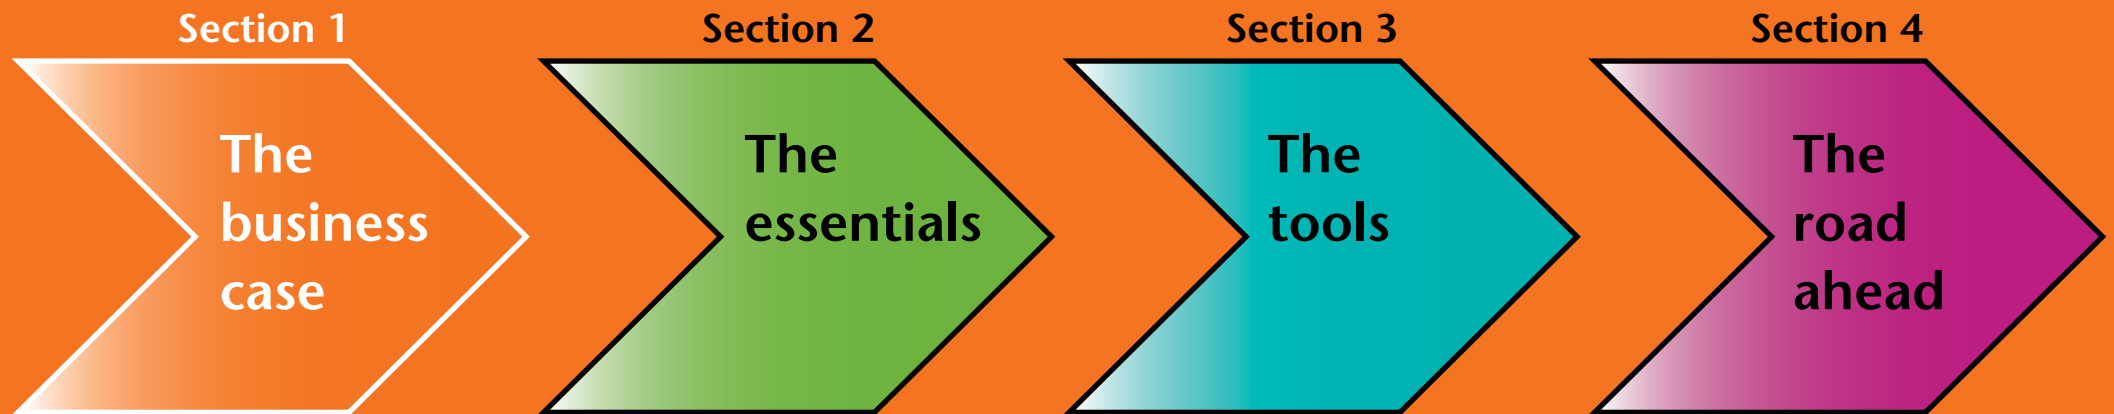 Section 1
The
business
case
Section 2
The
essentials
Section 3
The
tools
Section 4
The
road
ahead